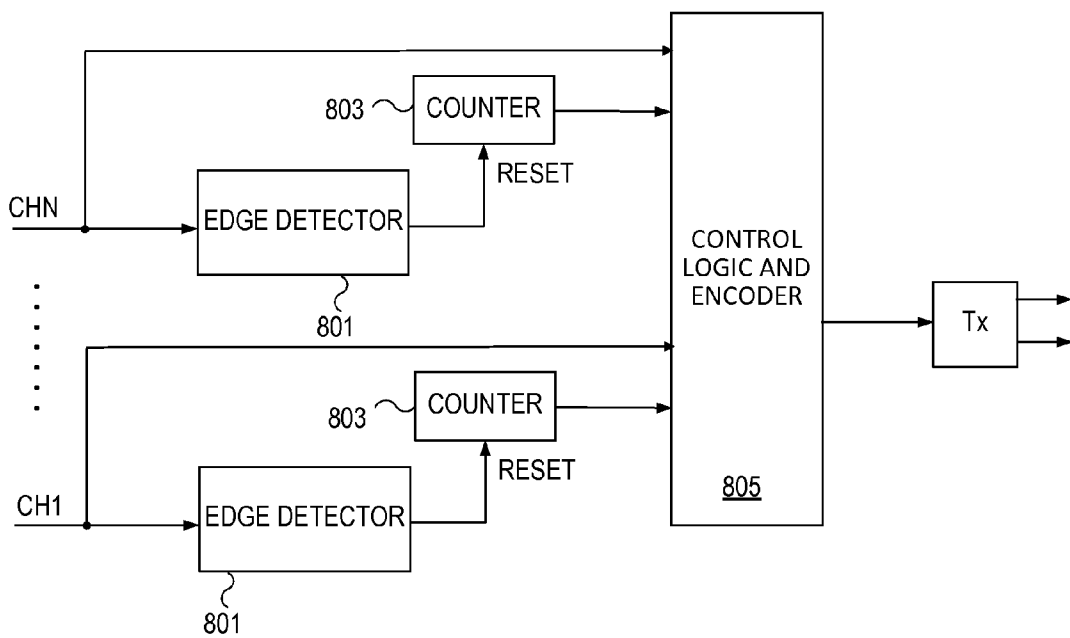 803
COUNTER
RESET
CHN
EDGE DETECTOR
801
CONTROL
LOGIC AND
ENCODER
Tx
803
COUNTER
RESET
805
CH1
EDGE DETECTOR
801